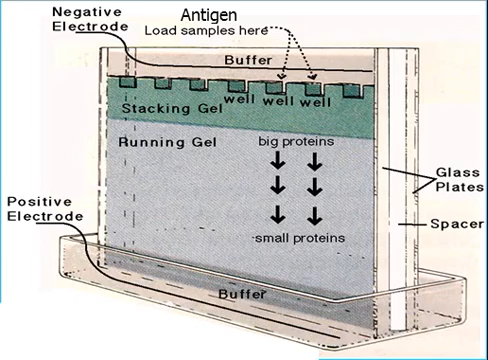 Negative
Electrode
Antigen
Load samples here
Buffer
well well well
Stacking Gel
Running Gel
big proteins
Glass
Plates
Positive
Electrode
Spacer
small proteins
Buffer